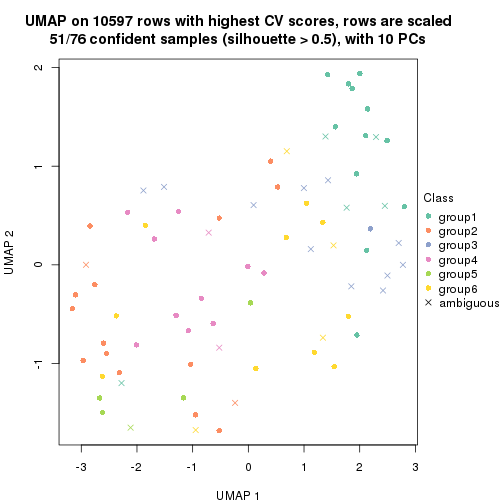 UMAP on 10597 rows with highest CV scores, rows are scaled
51/76 confident samples (silhouette > 0.5), with 10 PCs
2
1
0
-1
UMAP 2
-3 -2 -1 0 1 2 3
UMAP 1
Class
group1
group2
group3
group4
group5
group6
ambiguous